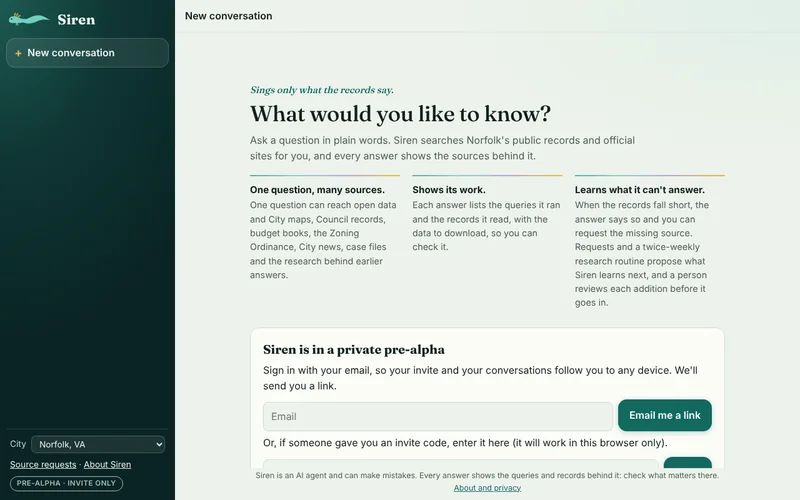 Siren
+ New conversation
City
Norfolk, VA
Source requests · About Siren
PRE-ALPHA · INVITE ONLY
New conversation
Sings only what the records say.
What would you like to know?
Ask a question in plain words. Siren searches Norfolk's public records and official
sites for you, and every answer shows the sources behind it.
One question, many sources.
One question can reach open data
and City maps, Council records,
budget books, the Zoning
Ordinance, City news, case files
and the research behind earlier
answers.
Shows its work.
Each answer lists the queries it ran
and the records it read, with the
data to download, so you can
check it.
Learns what it can't answer.
When the records fall short, the
answer says so and you can
request the missing source.
Requests and a twice-weekly
research routine propose what
Siren learns next, and a person
reviews each addition before it
goes in.
Siren is in a private pre-alpha
Sign in with your email, so your invite and your conversations follow you to any device. We'll
send you a link.
Email
Email me a link
Or, if someone gave you an invite code, enter it here (it will work in this browser only).
Siren is an AI agent and can make mistakes. Every answer shows the queries and records behind it: check what matters there.
About and privacy